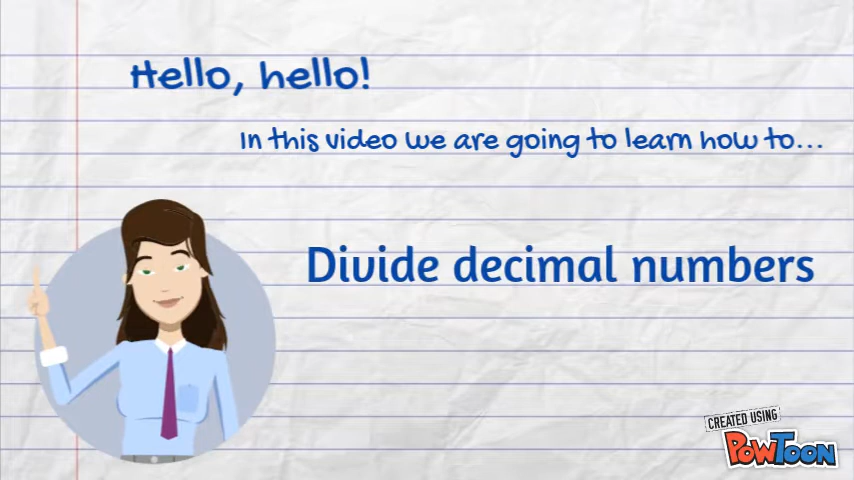 Hello, hello!
In this video we are going to learn how to...
Divide decimal numbers
CREATED USING
POWTOON